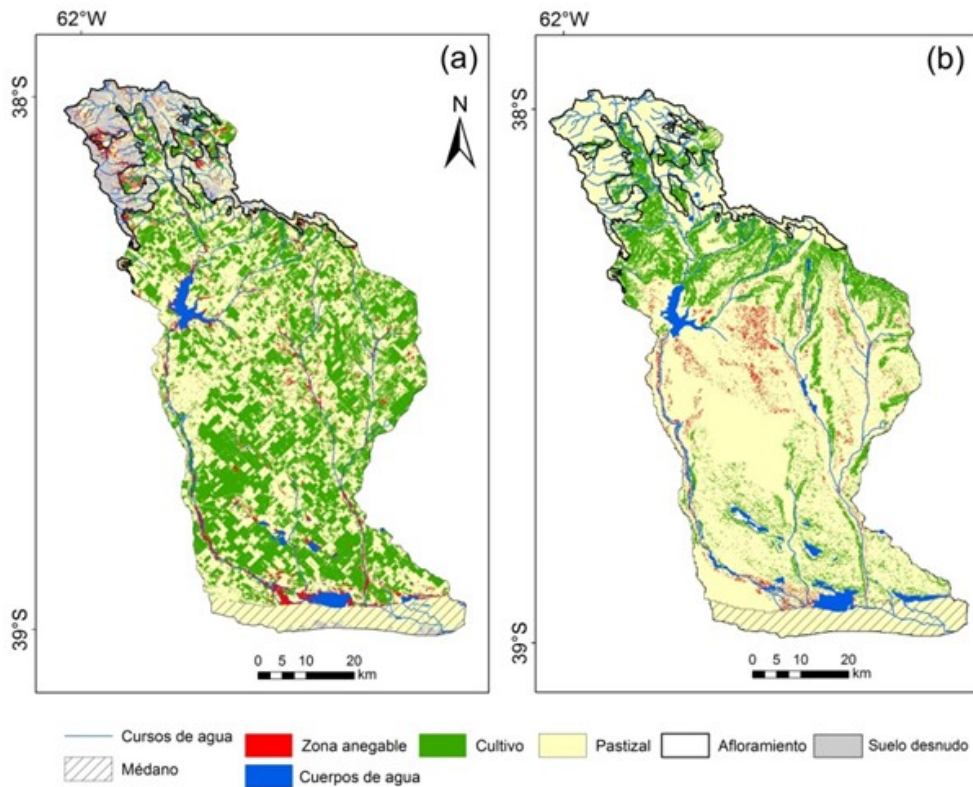 62°W
62°W
(a)
(b)
38°S
38°S
N
39°S
39°S
0 5 10 20
km
0 5 10 20
km
Cursos de agua
Zona anegable
Cultivo
Pastizal
Afloramiento
Suelo desnudo
Médano
Cuerpos de agua